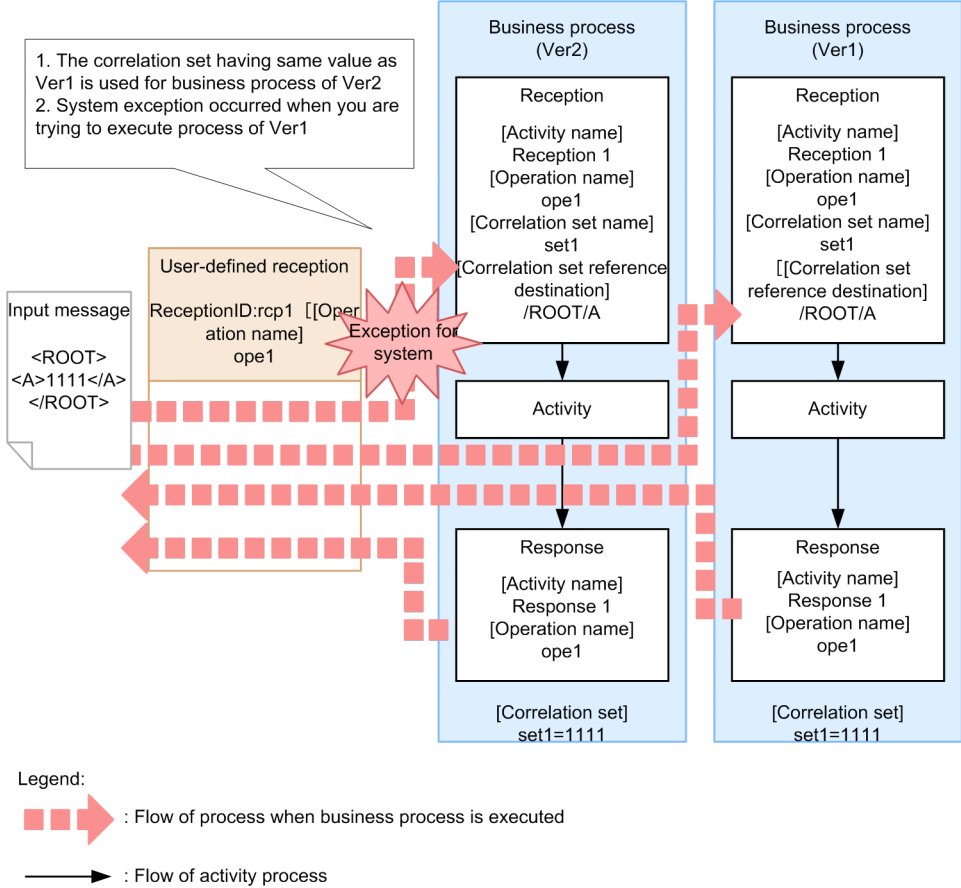 1. The correlation set having same value as
Ver1 is used for business process of Ver2
2. System exception occurred when you are
trying to execute process of Ver1
Input message
<ROOT>
<A>1111</A>
</ROOT>
User-defined reception
ReceptionID:rcp1 [[Oper
ation name]
ope1
Exception for
system
Business process
(Ver2)
Reception
[Activity name]
Reception 1
[Operation name]
ope1
[Correlation set name]
set1
[Correlation set reference
destination]
/ROOT/A
Activity
Response
[Activity name]
Response 1
[Operation name]
ope1
[Correlation set]
set1=1111
Business process
(Ver1)
Reception
[Activity name]
Reception 1
[Operation name]
ope1
[Correlation set name]
set1
[[Correlation set
reference destination]
/ROOT/A
Activity
Response
[Activity name]
Response 1
[Operation name]
ope1
[Correlation set]
set1=1111
Legend:
: Flow of process when business process is executed
: Flow of activity process